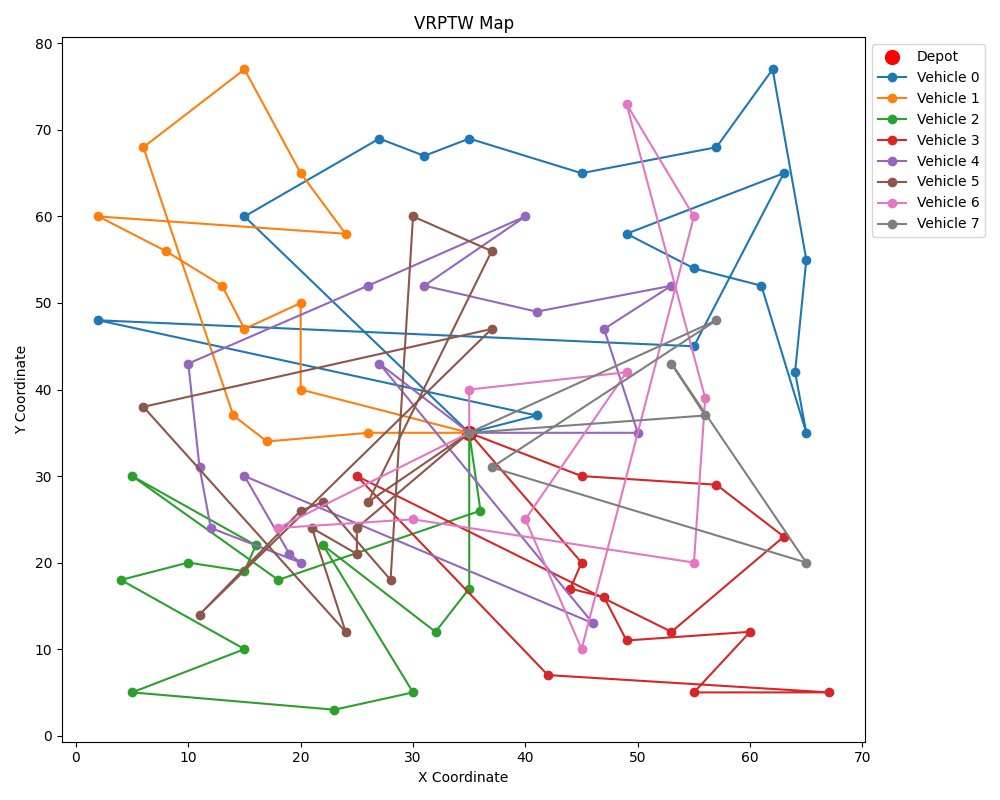 VRPTW Map
80
70
60
50
40
30
20
10
0
Y Coordinate
0 10 20 30 40 50 60 70
X Coordinate
Depot
Vehicle 0
Vehicle 1
Vehicle 2
Vehicle 3
Vehicle 4
Vehicle 5
Vehicle 6
Vehicle 7